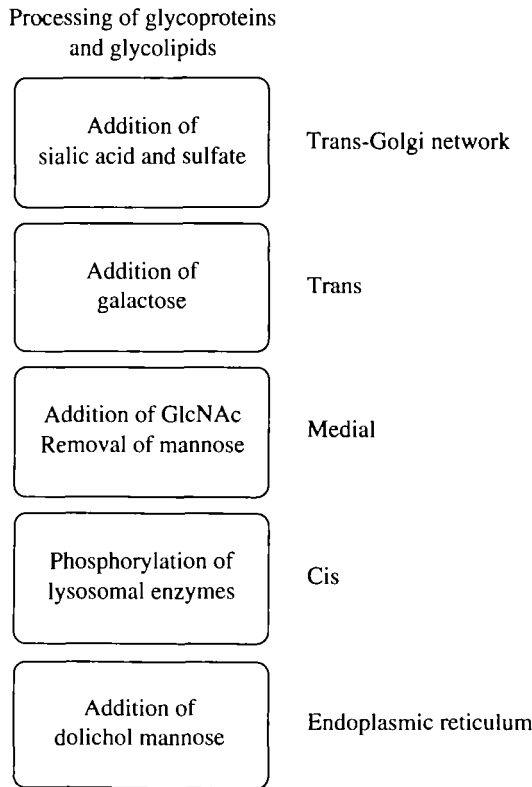 Processing of glycoproteins
and glycolipids
Addition of
sialic acid and sulfate
Trans-Golgi network
Addition of
galactose
Trans
Addition of GlcNAc
Removal of mannose
Medial
Phosphorylation of
lysosomal enzymes
Cis
Addition of
dolichol mannose
Endoplasmic reticulum